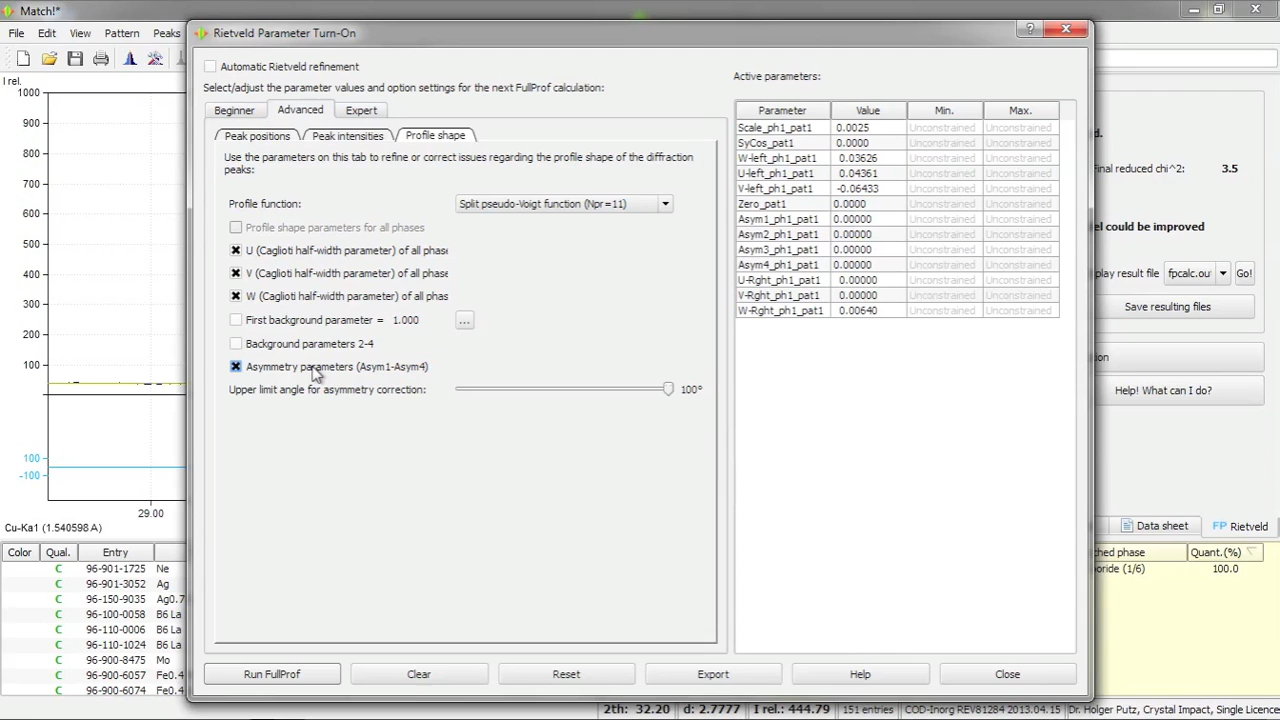 Match!*
File Edit View Pattern Peaks
I rel.
1000
900
800
700
600
500
400
300
200
100
100
-100
29.00
Cu-Ka1 (1.540598 A)
Color Qual. Entry
C 96-901-1725 Ne
C 96-901-3052 Ag
C 96-150-9035 Ag0.7
C 96-100-0058 B6 La
C 96-110-0006 B6 La
C 96-110-1024 B6 La
C 96-900-8475 Mo
C 96-900-6057 Fe0.4
C 96-900-6074 Fe0.4
Rietveld Parameter Turn-On
Automatic Rietveld refinement
Select/adjust the parameter values and option settings for the next FullProf calculation:
Beginner Advanced Expert
Peak positions Peak intensities Profile shape
Use the parameters on this tab to refine or correct issues regarding the profile shape of the diffraction
peaks:
Profile function: Split pseudo-Voigt function (Npr=11)
Profile shape parameters for all phases
U (Caglioti half-width parameter) of all phase
V (Caglioti half-width parameter) of all phase
W (Caglioti half-width parameter) of all phas
First background parameter = 1.000 ...
Background parameters 2-4
Asymmetry parameters (Asym1-Asym4)
Upper limit angle for asymmetry correction: 100°
Active parameters:
Parameter Value Min. Max.
Scale_ph1_pat1 0.0025 Unconstrained Unconstrained
SyCos_pat1 0.0000 Unconstrained Unconstrained
W-left_ph1_pat1 0.03626 Unconstrained Unconstrained
U-left_ph1_pat1 0.04361 Unconstrained Unconstrained
V-left_ph1_pat1 -0.06433 Unconstrained Unconstrained
Zero_pat1 0.0000 Unconstrained Unconstrained
Asym1_ph1_pat1 0.00000 Unconstrained Unconstrained
Asym2_ph1_pat1 0.00000 Unconstrained Unconstrained
Asym3_ph1_pat1 0.00000 Unconstrained Unconstrained
Asym4_ph1_pat1 0.00000 Unconstrained Unconstrained
U-Rght_ph1_pat1 0.00000 Unconstrained Unconstrained
V-Rght_ph1_pat1 0.00000 Unconstrained Unconstrained
W-Rght_ph1_pat1 0.00640 Unconstrained Unconstrained
Run FullProf Clear Reset Export Help Close
d.
Final reduced chi^2: 3.5
el could be improved
play result file fpcalc.ou Go!
Save resulting files
ion
Help! What can I do?
Data sheet FP Rietveld
ched phase Quant.(%)
oride (1/6) 100.0
2th: 32.20 d: 2.7777 I rel.: 444.79 151 entries COD-Inorg REV81284 2013.04.15 Dr. Holger Putz, Crystal Impact, Single Licence